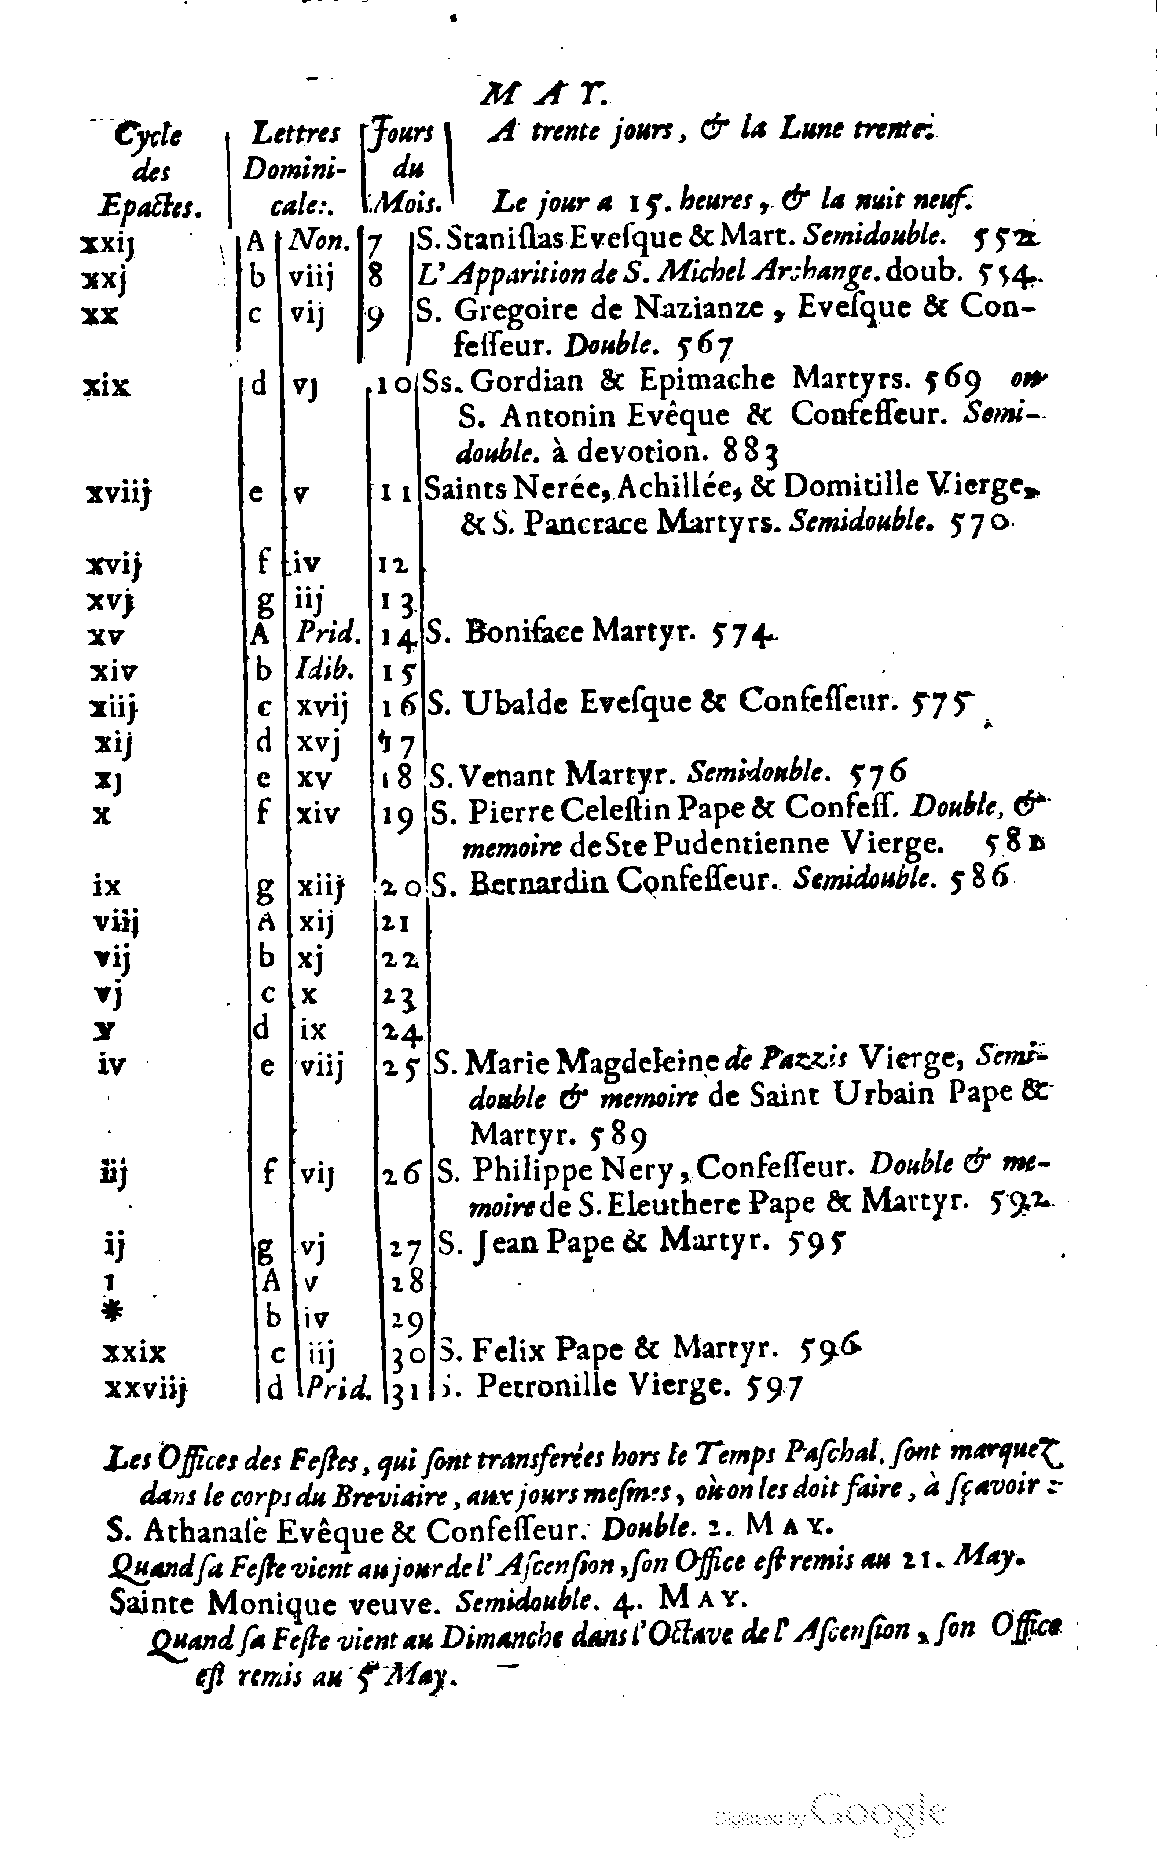 MAY.
Cycle Lettres Jours A trente jours, & la Lune trente.
des Domini- du
Epactes. cales. Mois. Le jour a 15. heures, & la nuit neuf.
xxij A Non. 7 S. Staniſlas Eveſque & Mart. Semidouble.
xxj b viij 8 L'Apparition de S. Michel Archange. doub. 554.
xx c vij 9 S. Gregoire de Nazianze, Eveſque & Con-
feſſeur. Double. 567
xix d vj 10 Ss. Gordian & Epimache Martyrs. 569 ou
S. Antonin Evêque & Confeſſeur. Semi-
double. à devotion. 883
xviij e v 11 Saints Nerée, Achillée, & Domitille Vierge,
& S. Pancrace Martyrs. Semidouble. 570
xvij f iv 12
xvj g iij 13
xv A Prid. 14 S. Boniface Martyr. 574
xiv b Idib. 15
xiij c xvij 16 S. Ubalde Eveſque & Confeſſeur. 575
xij d xvj 17
xj e xv 18 S. Venant Martyr. Semidouble. 576
x f xiv 19 S. Pierre Celeſtin Pape & Confeſſ. Double, &
memoire de Ste Pudentienne Vierge.
ix g xiij 20 S. Bernardin Confeſſeur. Semidouble. 586
viij A xij 21
vij b xj 22
vj c x 23
v d ix 24
iv e viij 25 S. Marie Magdeleine de Pazzis Vierge, Semi-
double & memoire de Saint Urbain Pape &
Martyr. 589
iij f vij 26 S. Philippe Nery, Confeſſeur. Double & me-
moire de S. Eleuthere Pape & Martyr. 592
ij g vj 27 S. Jean Pape & Martyr. 595
i A v 28
* b iv 29
xxix c iij 30 S. Felix Pape & Martyr. 596
xxviij d Prid. 31 S. Petronille Vierge. 597
Les Offices des Feſtes, qui ſont transferées hors le Temps Paſchal, ſont marquez
dans le corps du Breviaire, aux jours meſmes, où on les doit faire, à ſçavoir :
S. Athanaſe Evêque & Confeſſeur. Double. 2. MAY.
Quand ſa Feſte vient au jour de l'Aſcenſion, ſon Office eſt remis au 21. May.
Sainte Monique veuve. Semidouble. 4. MAY.
Quand ſa Feſte vient au Dimanche dans l'Octave de l'Aſcenſion, ſon Office
eſt remis au 5 May.
Digitized by Google